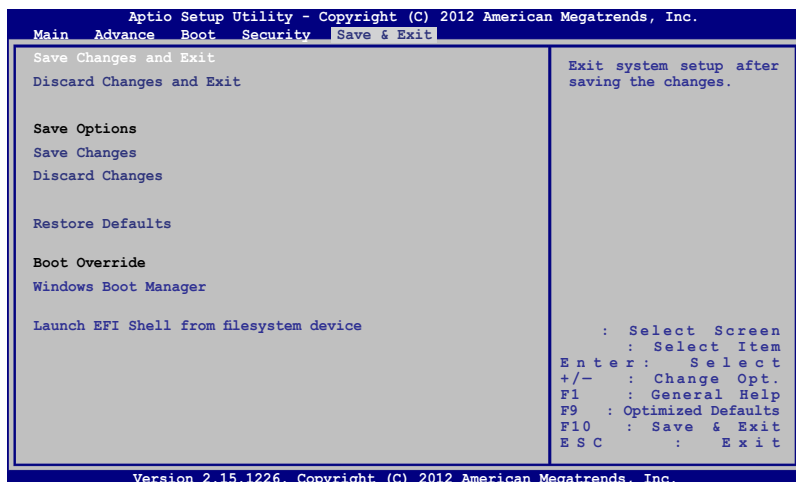 Aptio Setup Utility - Copyright (C) 2012 American Megatrends, Inc.
Main Advance Boot Security Save & Exit
Save Changes and Exit
Discard Changes and Exit
Save Options
Save Changes
Discard Changes
Restore Defaults
Boot Override
Windows Boot Manager
Launch EFI Shell from filesystem device
Exit system setup after
saving the changes.
: Select Screen
: Select Item
Enter: Select
+/— : Change Opt.
F1 : General Help
F9 : Optimized Defaults
F10 : Save & Exit
ESC : Exit
Version 2.15.1226. Copyright (C) 2012 American Megatrends, Inc.